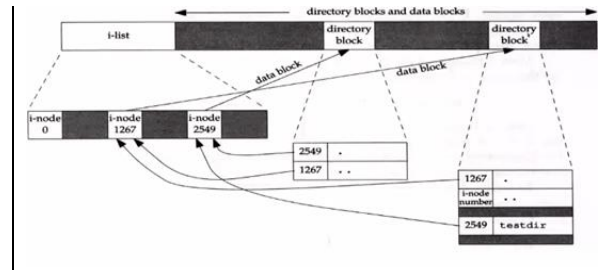 directory blocks and data blocks
i-list
directory
block
directory
block
data block
data block
i-node
0
i-node
1267
i-node
2549
2549 .
1267 ..
1267 .
i-node
number ..
2549 testdir